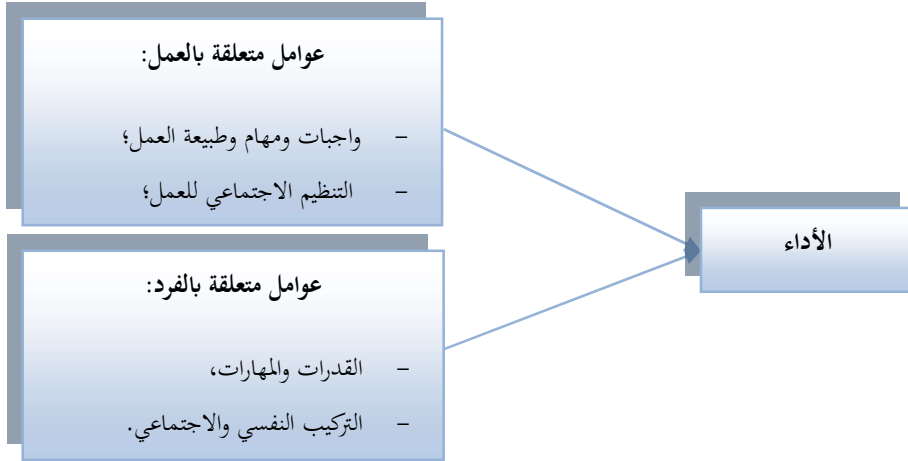 عوامل متعلقة بالعمل:
- واجبات ومهام وطبيعة العمل؛
- التنظيم الاجتماعي للعمل؛
الأداء
عوامل متعلقة بالفرد:
- القدرات والمهارات،
- التركيب النفسي والاجتماعي.